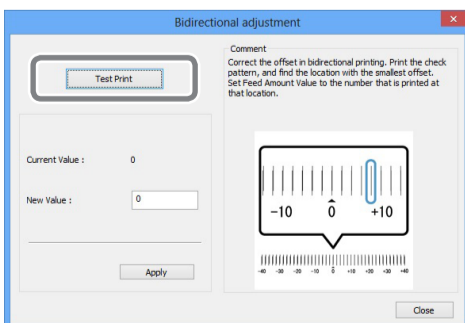 Bidirectional adjustment
Test Print
Comment
Correct the offset in bidirectional printing. Print the check
pattern, and find the location with the smallest offset.
Set Feed Amount Value to the number that is printed at
that location.
Current Value : 0
New Value : 0
Apply
-10 0 +10
-40 -30 -20 -10 0 +10 +20 +30 +40
Close